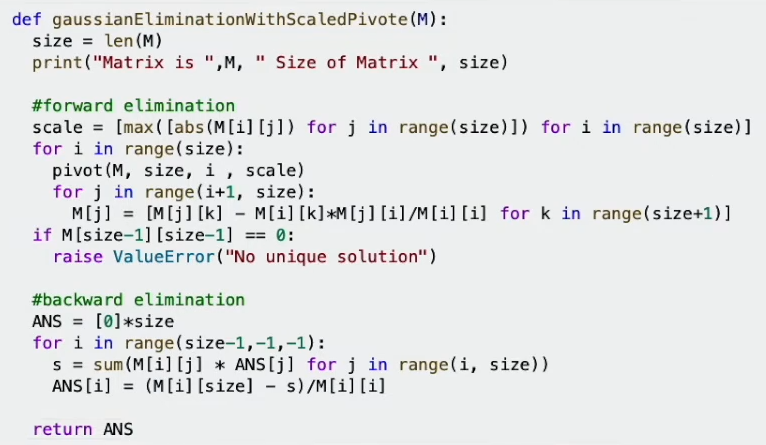 def gaussianEliminationWithScaledPivote(M):
  size = len(M)
  print("Matrix is ",M, " Size of Matrix ", size)

  #forward elimination
  scale = [max([abs(M[i][j]) for j in range(size)]) for i in range(size)]
  for i in range(size):
    pivot(M, size, i , scale)
    for j in range(i+1, size):
      M[j] = [M[j][k] - M[i][k]*M[j][i]/M[i][i] for k in range(size+1)]
  if M[size-1][size-1] == 0:
    raise ValueError("No unique solution")

  #backward elimination
  ANS = [0]*size
  for i in range(size-1,-1,-1):
    s = sum(M[i][j] * ANS[j] for j in range(i, size))
    ANS[i] = (M[i][size] - s)/M[i][i]

  return ANS